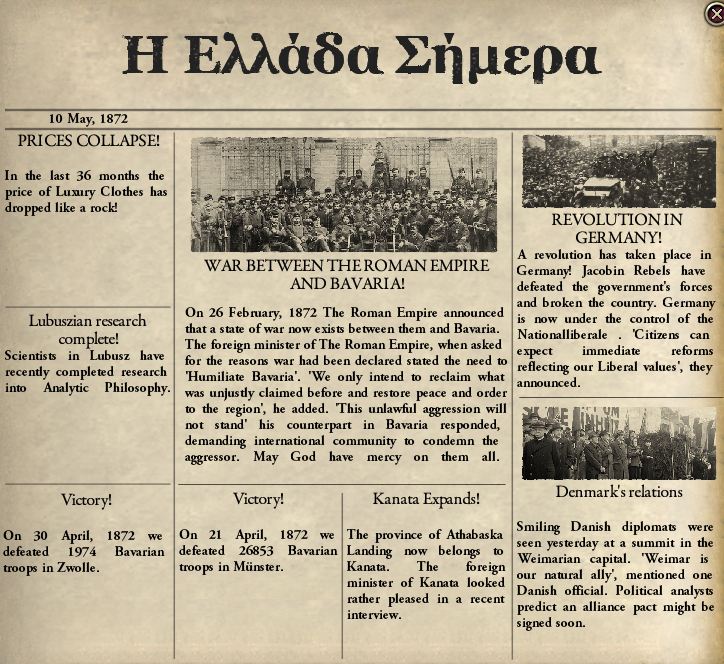 Η Ελλάδα Σήμερα
10 May, 1872
PRICES COLLAPSE!
In the last 36 months the
price of Luxury Clothes has
dropped like a rock!
Lubuszian research
complete!
Scientists in Lubusz have
recently completed research
into Analytic Philosophy.
WAR BETWEEN THE ROMAN EMPIRE
AND BAVARIA!
On 26 February, 1872 The Roman Empire announced
that a state of war now exists between them and Bavaria.
The foreign minister of The Roman Empire, when asked
for the reasons war had been declared stated the need to
'Humiliate Bavaria'. 'We only intend to reclaim what
was unjustly claimed before and restore peace and order
to the region', he added. 'This unlawful aggression will
not stand' his counterpart in Bavaria responded,
demanding international community to condemn the
aggressor. May God have mercy on them all.
REVOLUTION IN
GERMANY!
A revolution has taken place in
Germany! Jacobin Rebels have
defeated the government's forces
and broken the country. Germany
is now under the control of the
Nationalliberale . 'Citizens can
expect immediate reforms
reflecting our Liberal values', they
announced.
Denmark's relations
Smiling Danish diplomats were
seen yesterday at a summit in the
Weimarian capital. 'Weimar is
our natural ally', mentioned one
Danish official. Political analysts
predict an alliance pact might be
signed soon.
Victory!
On 30 April, 1872 we
defeated 1974 Bavarian
troops in Zwolle.
Victory!
On 21 April, 1872 we
defeated 26853 Bavarian
troops in Münster.
Kanata Expands!
The province of Athabaska
Landing now belongs to
Kanata. The foreign
minister of Kanata looked
rather pleased in a recent
interview.